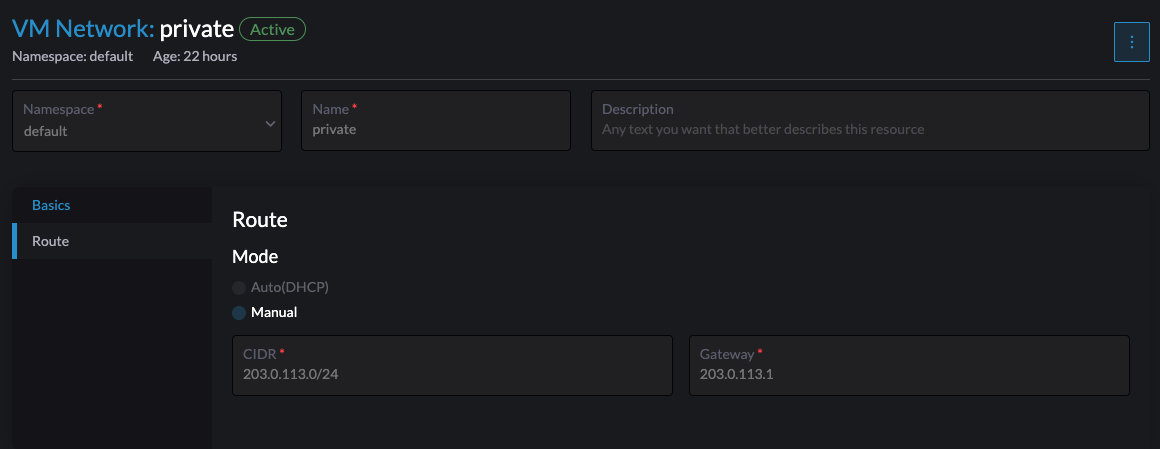 VM Network: private Active
Namespace: default Age: 22 hours
Namespace * Name * Description
default private Any text you want that better describes this resource
Basics
Route
Route
Mode
Auto(DHCP)
Manual
CIDR * Gateway *
203.0.113.0/24 203.0.113.1